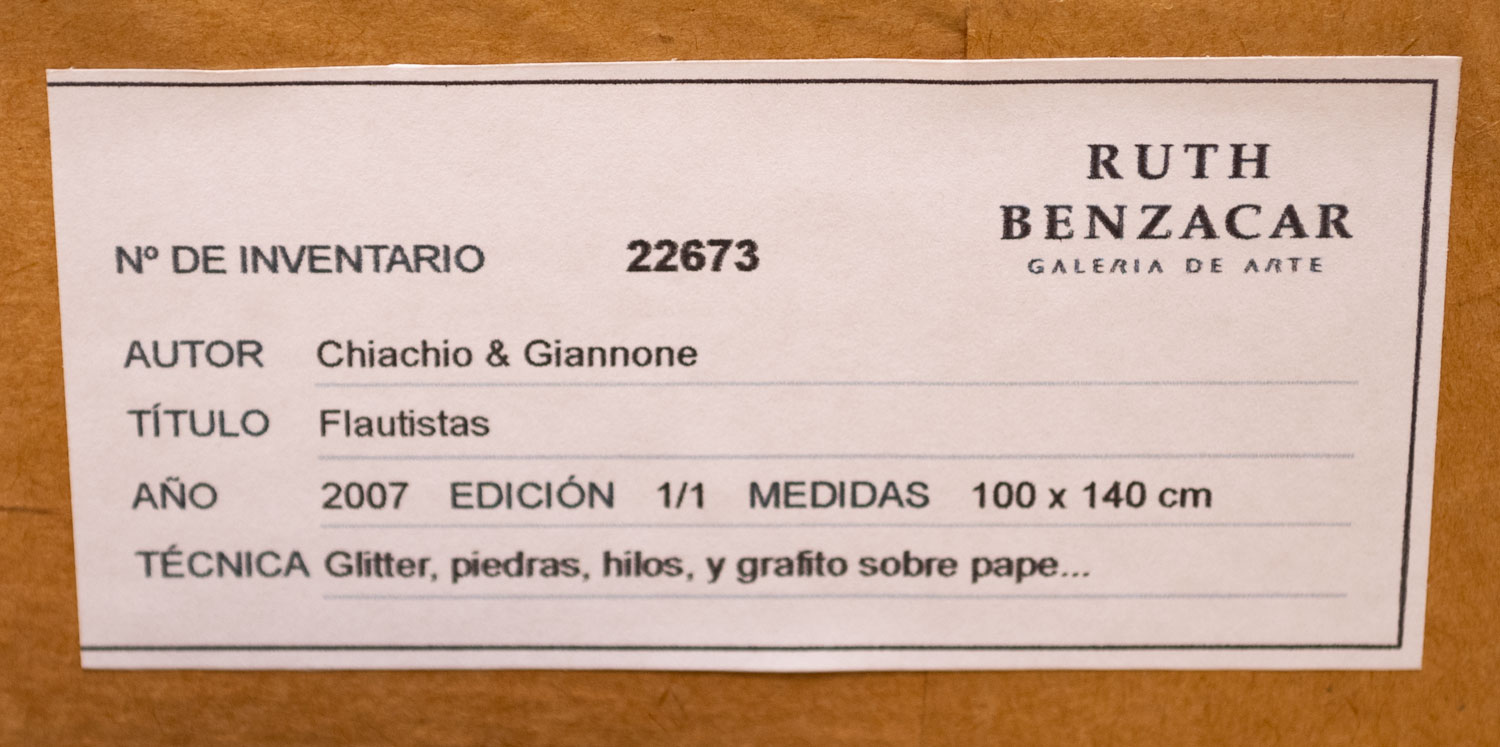 RUTH
BENZACAR
GALERIA DE ARTE
Nº DE INVENTARIO 22673
AUTOR Chiachio & Giannone
TÍTULO Flautistas
AÑO 2007 EDICIÓN 1/1 MEDIDAS 100 x 140 cm
TÉCNICA Glitter, piedras, hilos, y grafito sobre pape...